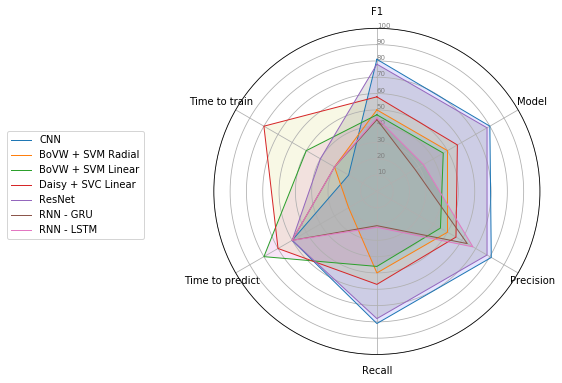 F1
100
90
80
70
60
50
30
20
10
Time to train
Model
CNN
BoVW + SVM Radial
BoVW + SVM Linear
Daisy + SVC Linear
ResNet
RNN - GRU
RNN - LSTM
Time to predict
Precision
Recall